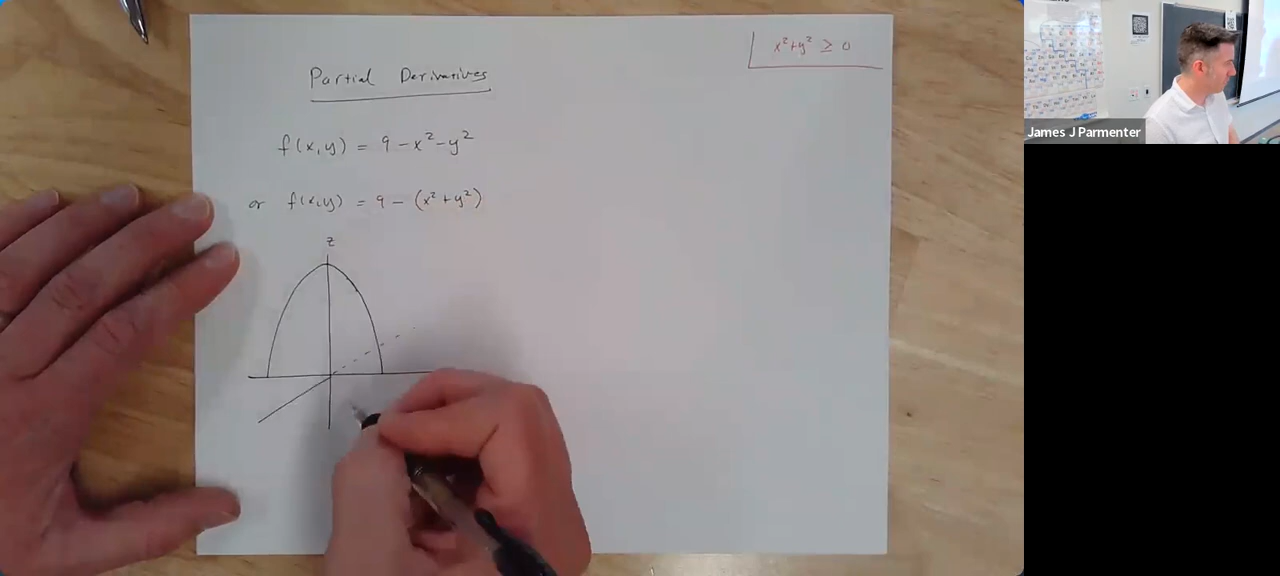 Partial Derivatives
x² + y² ≥ 0
f(x,y) = 9 - x² - y²
or f(x,y) = 9 - (x² + y²)
z
James J Parmenter